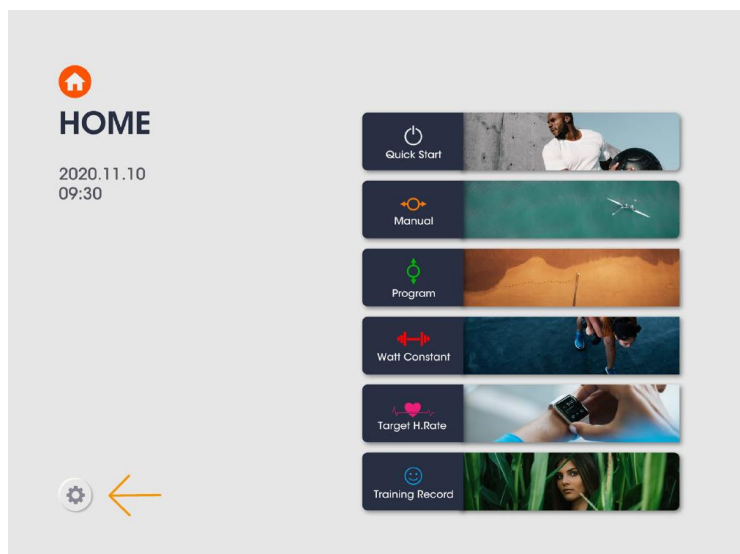 HOME
2020.11.10
09:30
Quick Start
Manual
Program
Watt Constant
Target H.Rate
Training Record